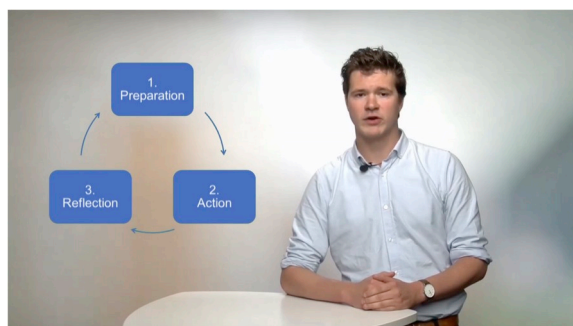 1.
Preparation
2.
Action
3.
Reflection